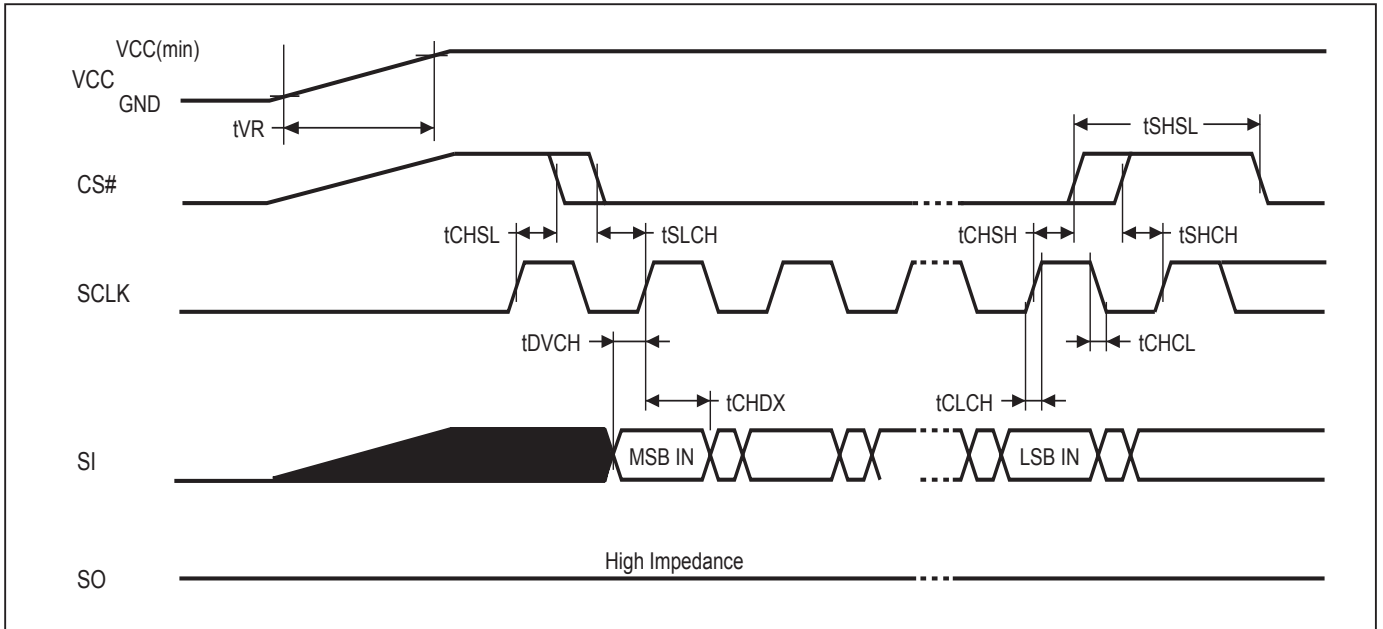 VCC(min)
VCC
GND
tVR
tSHSL
CS#
tCHSL
tSLCH
tCHSH
tSHCH
SCLK
tDVCH
tCHCL
tCHDX
tCLCH
SI
MSB IN
LSB IN
High Impedance
SO